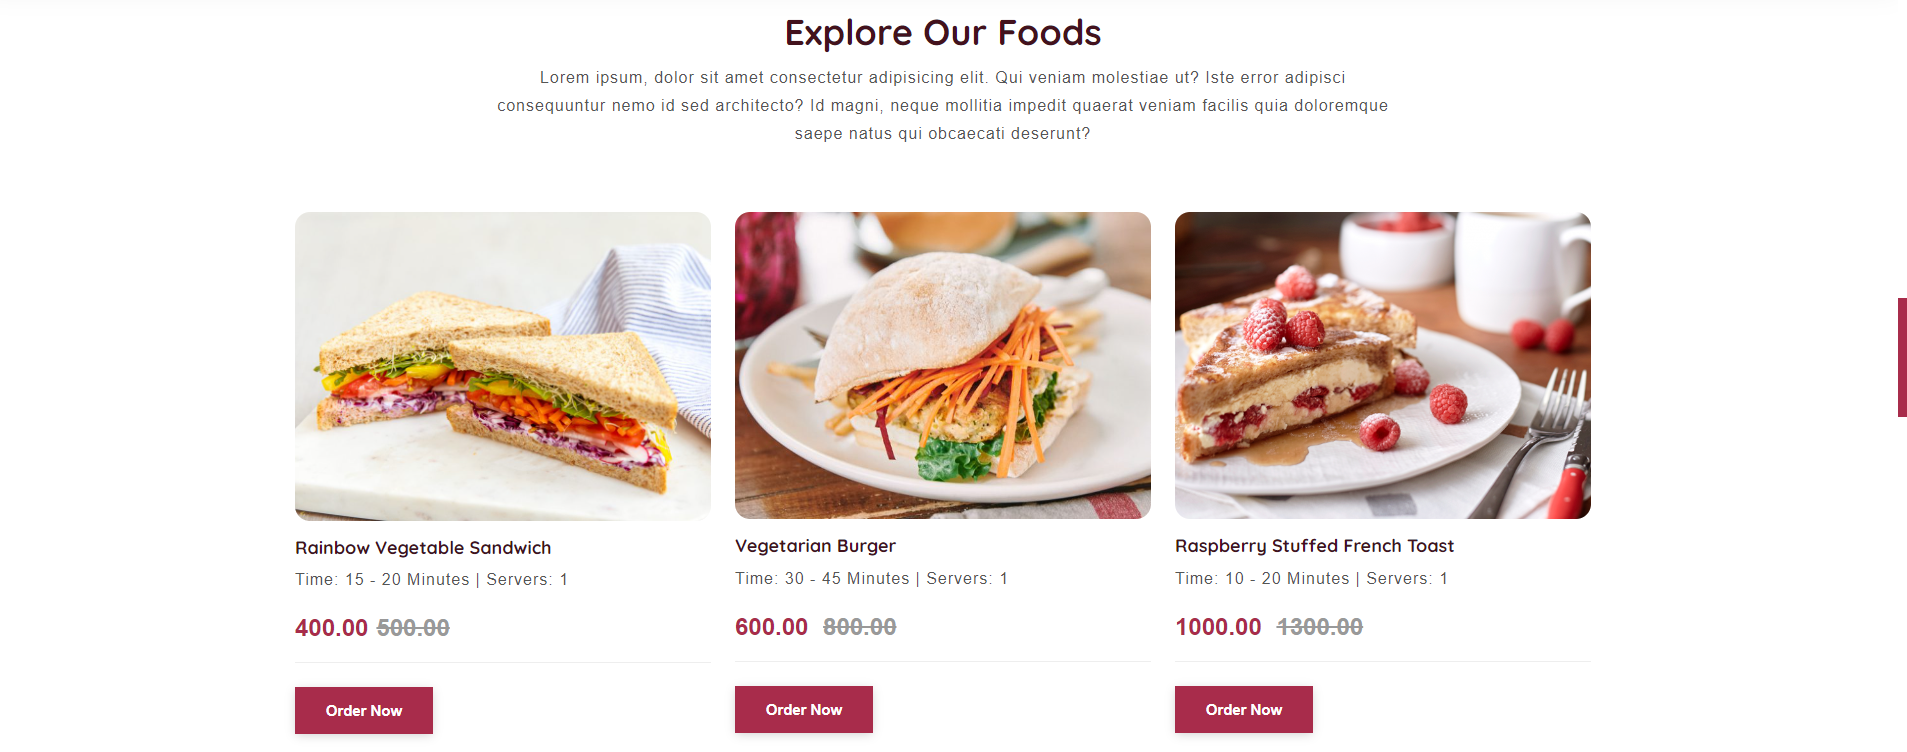 Explore Our Foods
Lorem ipsum, dolor sit amet consectetur adipisicing elit. Qui veniam molestiae ut? Iste error adipisci
consequuntur nemo id sed architecto? Id magni, neque mollitia impedit quaerat veniam facilis quia doloremque
saepe natus qui obcaecati deserunt?
Rainbow Vegetable Sandwich
Time: 15 - 20 Minutes | Servers: 1
400.00 500.00
Order Now
Vegetarian Burger
Time: 30 - 45 Minutes | Servers: 1
600.00 800.00
Order Now
Raspberry Stuffed French Toast
Time: 10 - 20 Minutes | Servers: 1
1000.00 1300.00
Order Now